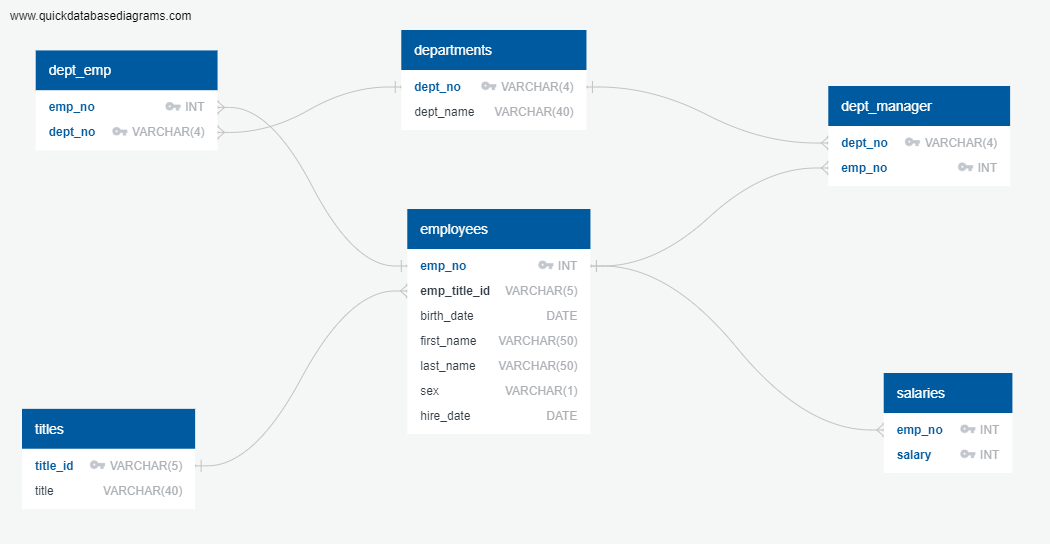 www.quickdatabasediagrams.com
dept_emp
emp_no INT
dept_no VARCHAR(4)
departments
dept_no VARCHAR(4)
dept_name VARCHAR(40)
dept_manager
dept_no VARCHAR(4)
emp_no INT
employees
emp_no INT
emp_title_id VARCHAR(5)
birth_date DATE
first_name VARCHAR(50)
last_name VARCHAR(50)
sex VARCHAR(1)
hire_date DATE
titles
title_id VARCHAR(5)
title VARCHAR(40)
salaries
emp_no INT
salary INT